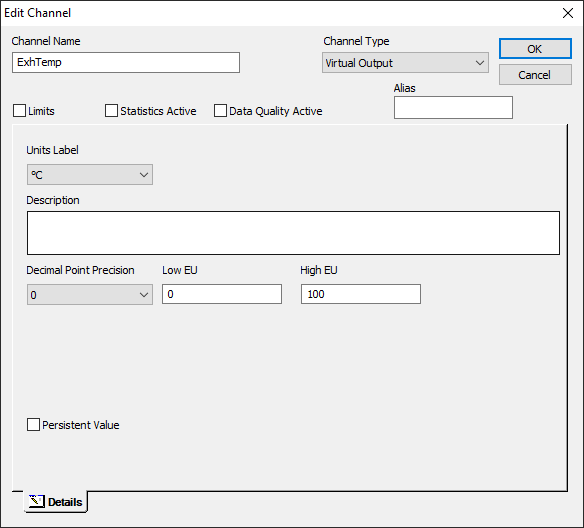 Edit Channel
Channel Name
Channel Type
ExhTemp
Virtual Output
OK
Cancel
Alias
Limits
Statistics Active
Data Quality Active
Units Label
ºC
Description
Decimal Point Precision
Low EU
High EU
0
0
100
Persistent Value
Details